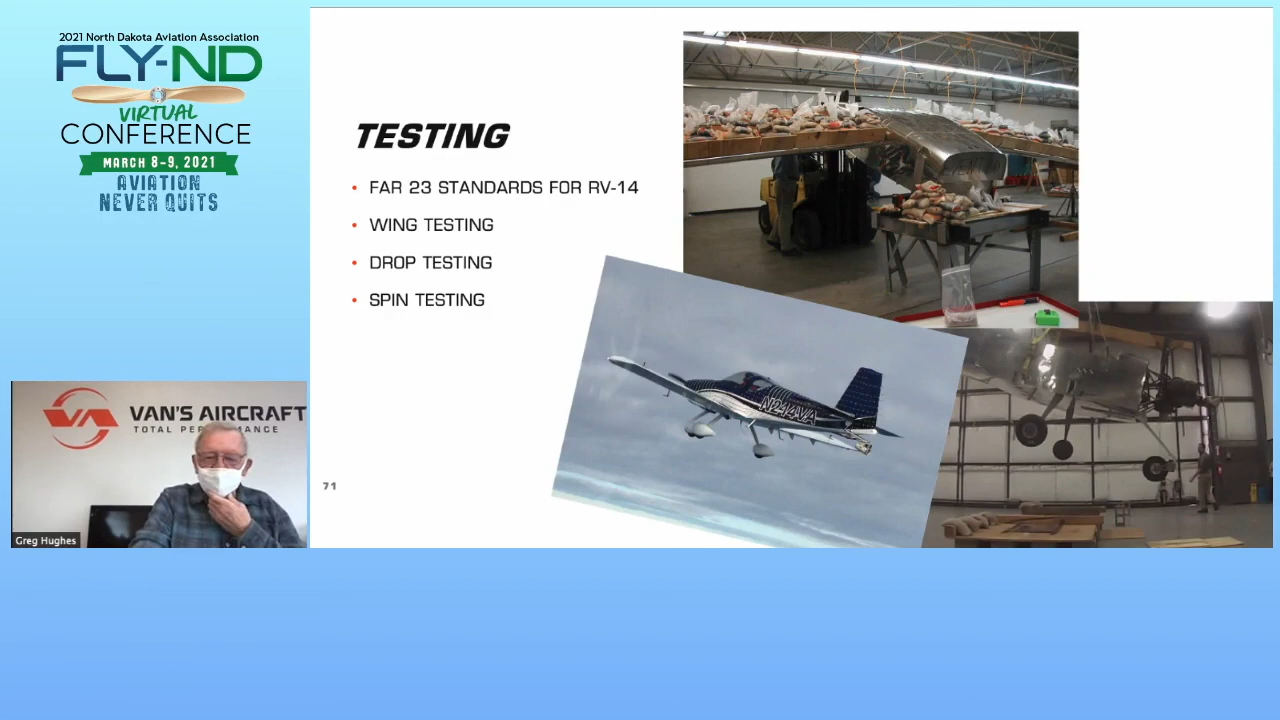 2021 North Dakota Aviation Association
FLY-ND
VIRTUAL
CONFERENCE
MARCH 8-9, 2021
AVIATION
NEVER QUITS
TESTING
• FAR 23 STANDARDS FOR RV-14
• WING TESTING
• DROP TESTING
• SPIN TESTING
71
N214VA
VAN'S AIRCRAFT
TOTAL PERFORMANCE
Greg Hughes